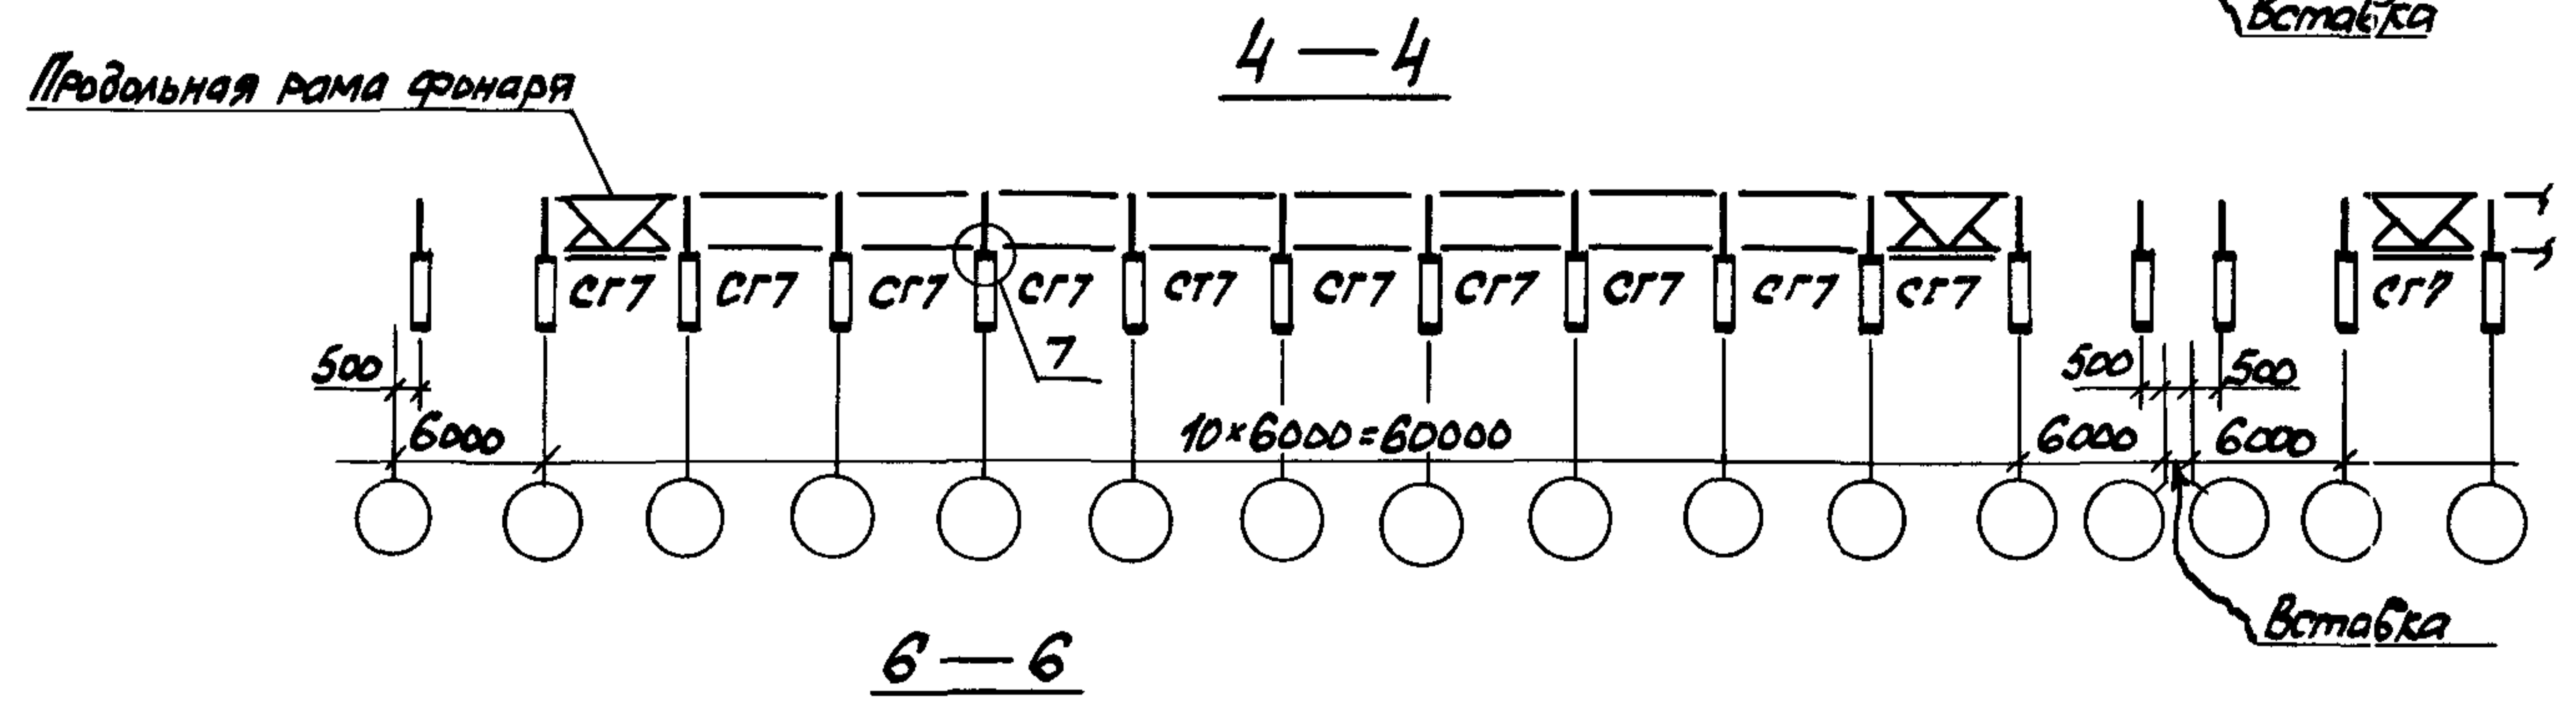 Вставка
4 — 4
Продольная рама фонаря
сг7 сг7 сг7 сг7 ст7 сг7 сг7 сг7 сг7 сг7 сг7
7
500 500 500
6000 10×6000=60000 6000 6000
Вставка
6 — 6